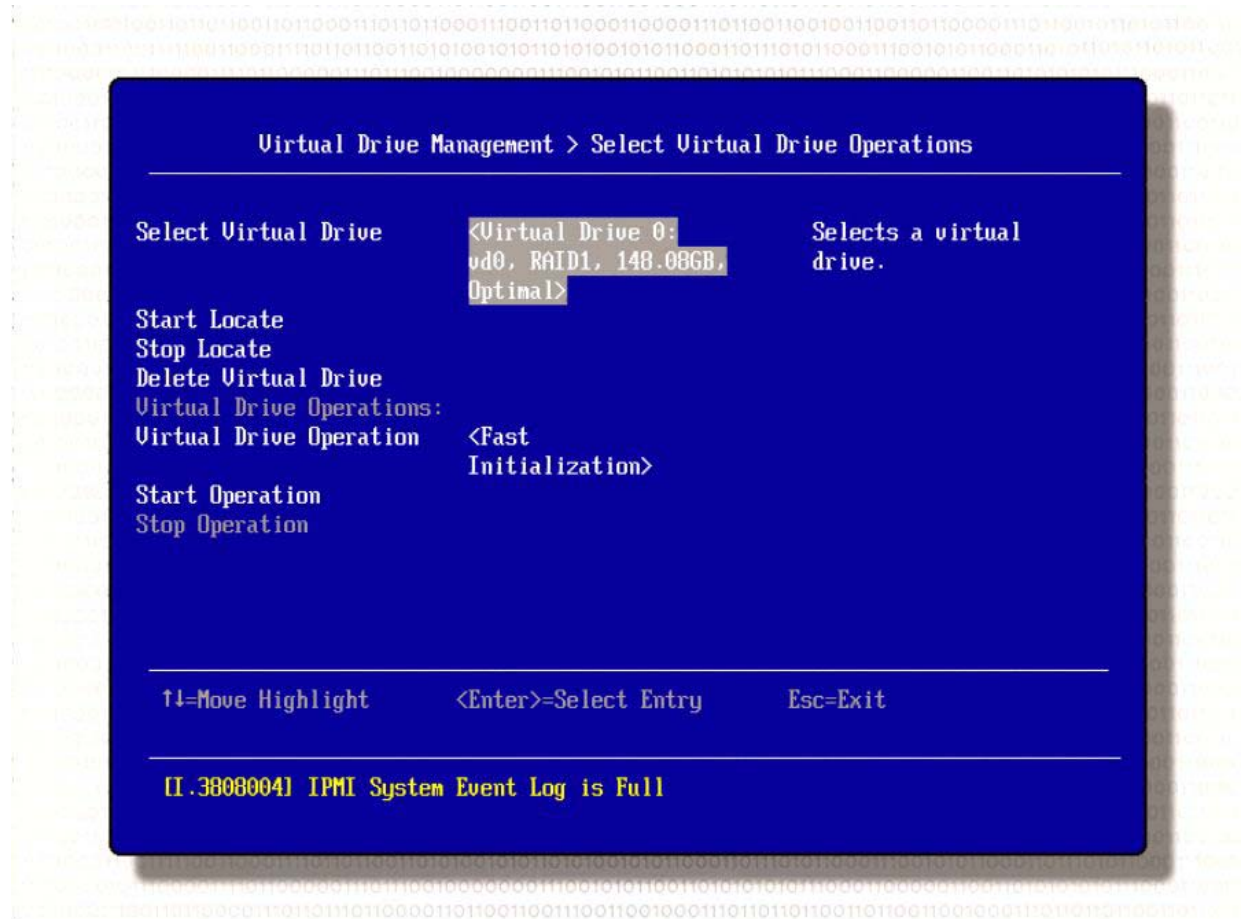 Virtual Drive Management > Select Virtual Drive Operations
Select Virtual Drive <Virtual Drive 0: Selects a virtual
vd0, RAID1, 148.08GB, drive.
Optimal>
Start Locate
Stop Locate
Delete Virtual Drive
Virtual Drive Operations:
Virtual Drive Operation <Fast
Initialization>
Start Operation
Stop Operation
↑↓=Move Highlight <Enter>=Select Entry Esc=Exit
[I.3808004] IPMI System Event Log is Full